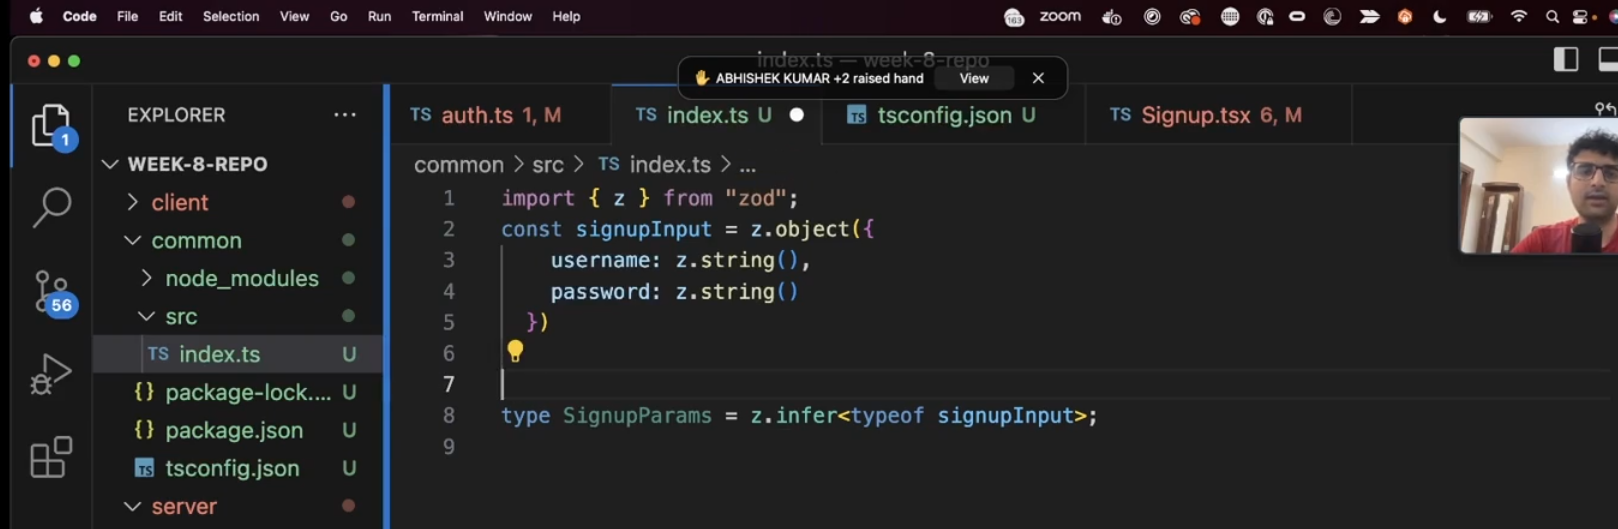 Code File Edit Selection View Go Run Terminal Window Help 163 zoom
index.ts — week-8-repo
✋ ABHISHEK KUMAR +2 raised hand View ×
EXPLORER ...
TS auth.ts 1, M TS index.ts U ● TS tsconfig.json U TS Signup.tsx 6, M
1
56
WEEK-8-REPO
client
common
node_modules
src
TS index.ts U
{} package-lock.... U
{} package.json U
TS tsconfig.json U
server
common > src > TS index.ts > ...
1 import { z } from "zod";
2 const signupInput = z.object({
3 username: z.string(),
4 password: z.string()
5 })
6
7
8 type SignupParams = z.infer<typeof signupInput>;
9